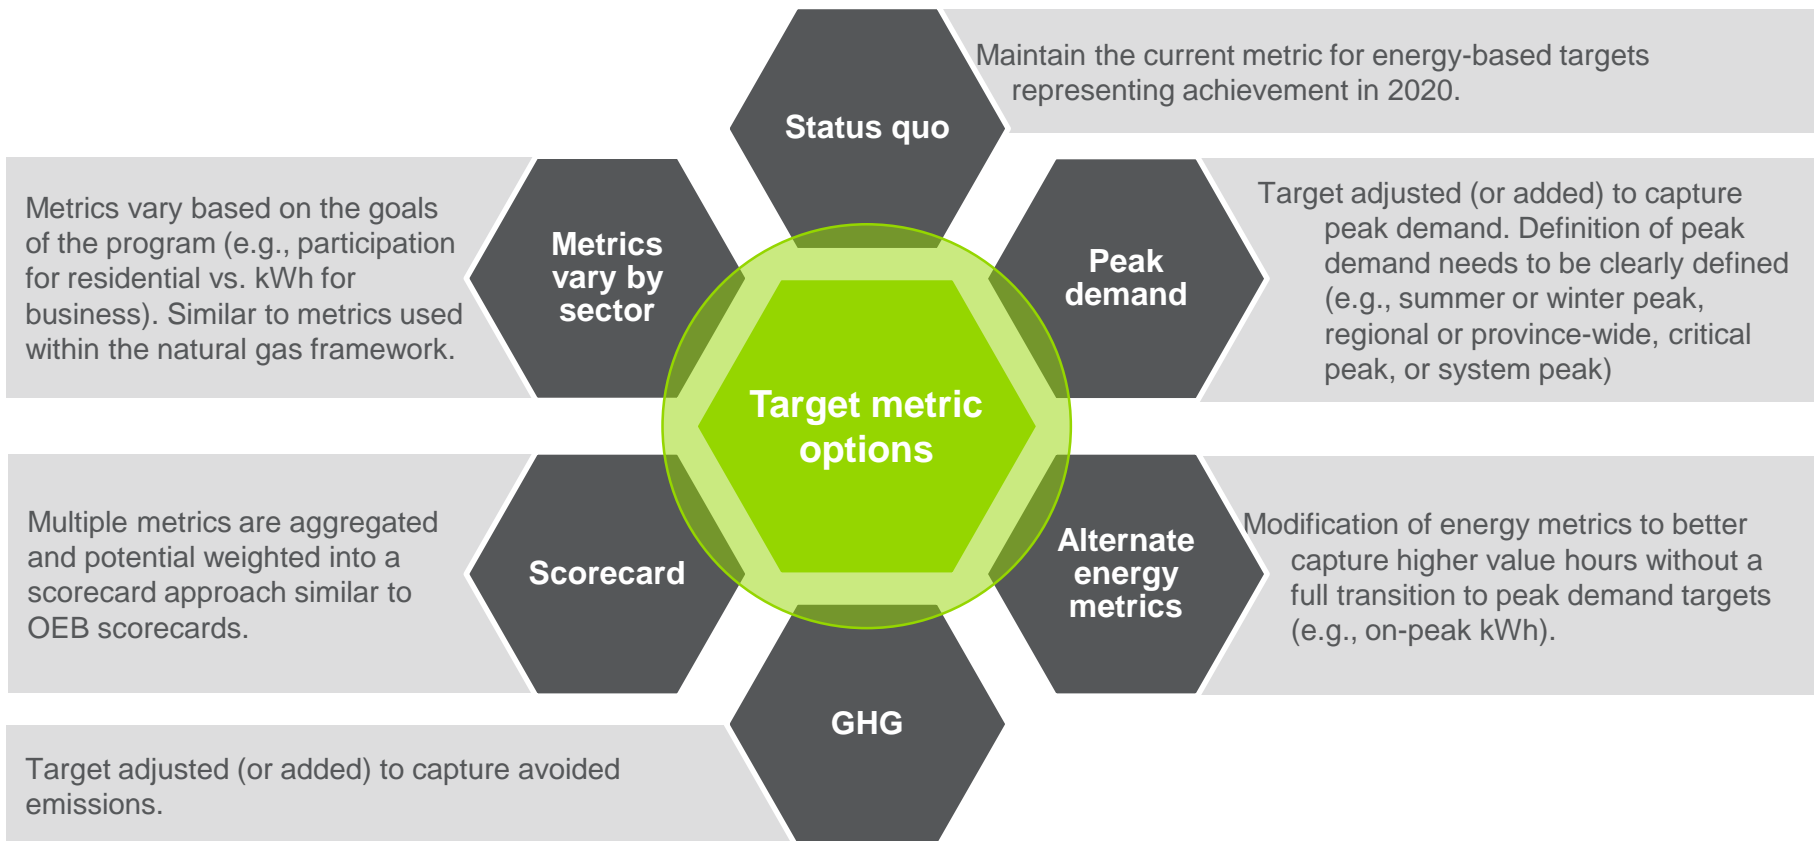 Maintain the current metric for energy-based targets
representing achievement in 2020.
Status quo
Metrics vary based on the goals
of the program (e.g., participation
for residential vs. kWh for
business). Similar to metrics used
within the natural gas framework.
Metrics
vary by
sector
Peak
demand
Target adjusted (or added) to capture
peak demand. Definition of peak
demand needs to be clearly defined
(e.g., summer or winter peak,
regional or province-wide, critical
peak, or system peak)
Target metric
options
Multiple metrics are aggregated
and potential weighted into a
scorecard approach similar to
OEB scorecards.
Scorecard
Alternate
energy
metrics
Modification of energy metrics to better
capture higher value hours without a
full transition to peak demand targets
(e.g., on-peak kWh).
GHG
Target adjusted (or added) to capture avoided
emissions.